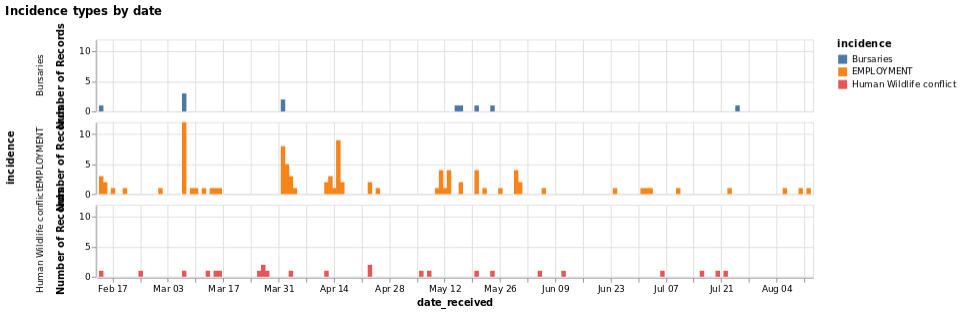 Incidence types by date
incidence
Bursaries
EMPLOYMENT
Human Wildlife conflict
incidence
Bursaries
Number of Records
10
5
0
EMPLOYMENT
Number of Records
10
5
0
Human Wildlife conflict
Number of Records
10
5
0
Feb 17 Mar 03 Mar 17 Mar 31 Apr 14 Apr 28 May 12 May 26 Jun 09 Jun 23 Jul 07 Jul 21 Aug 04
date_received